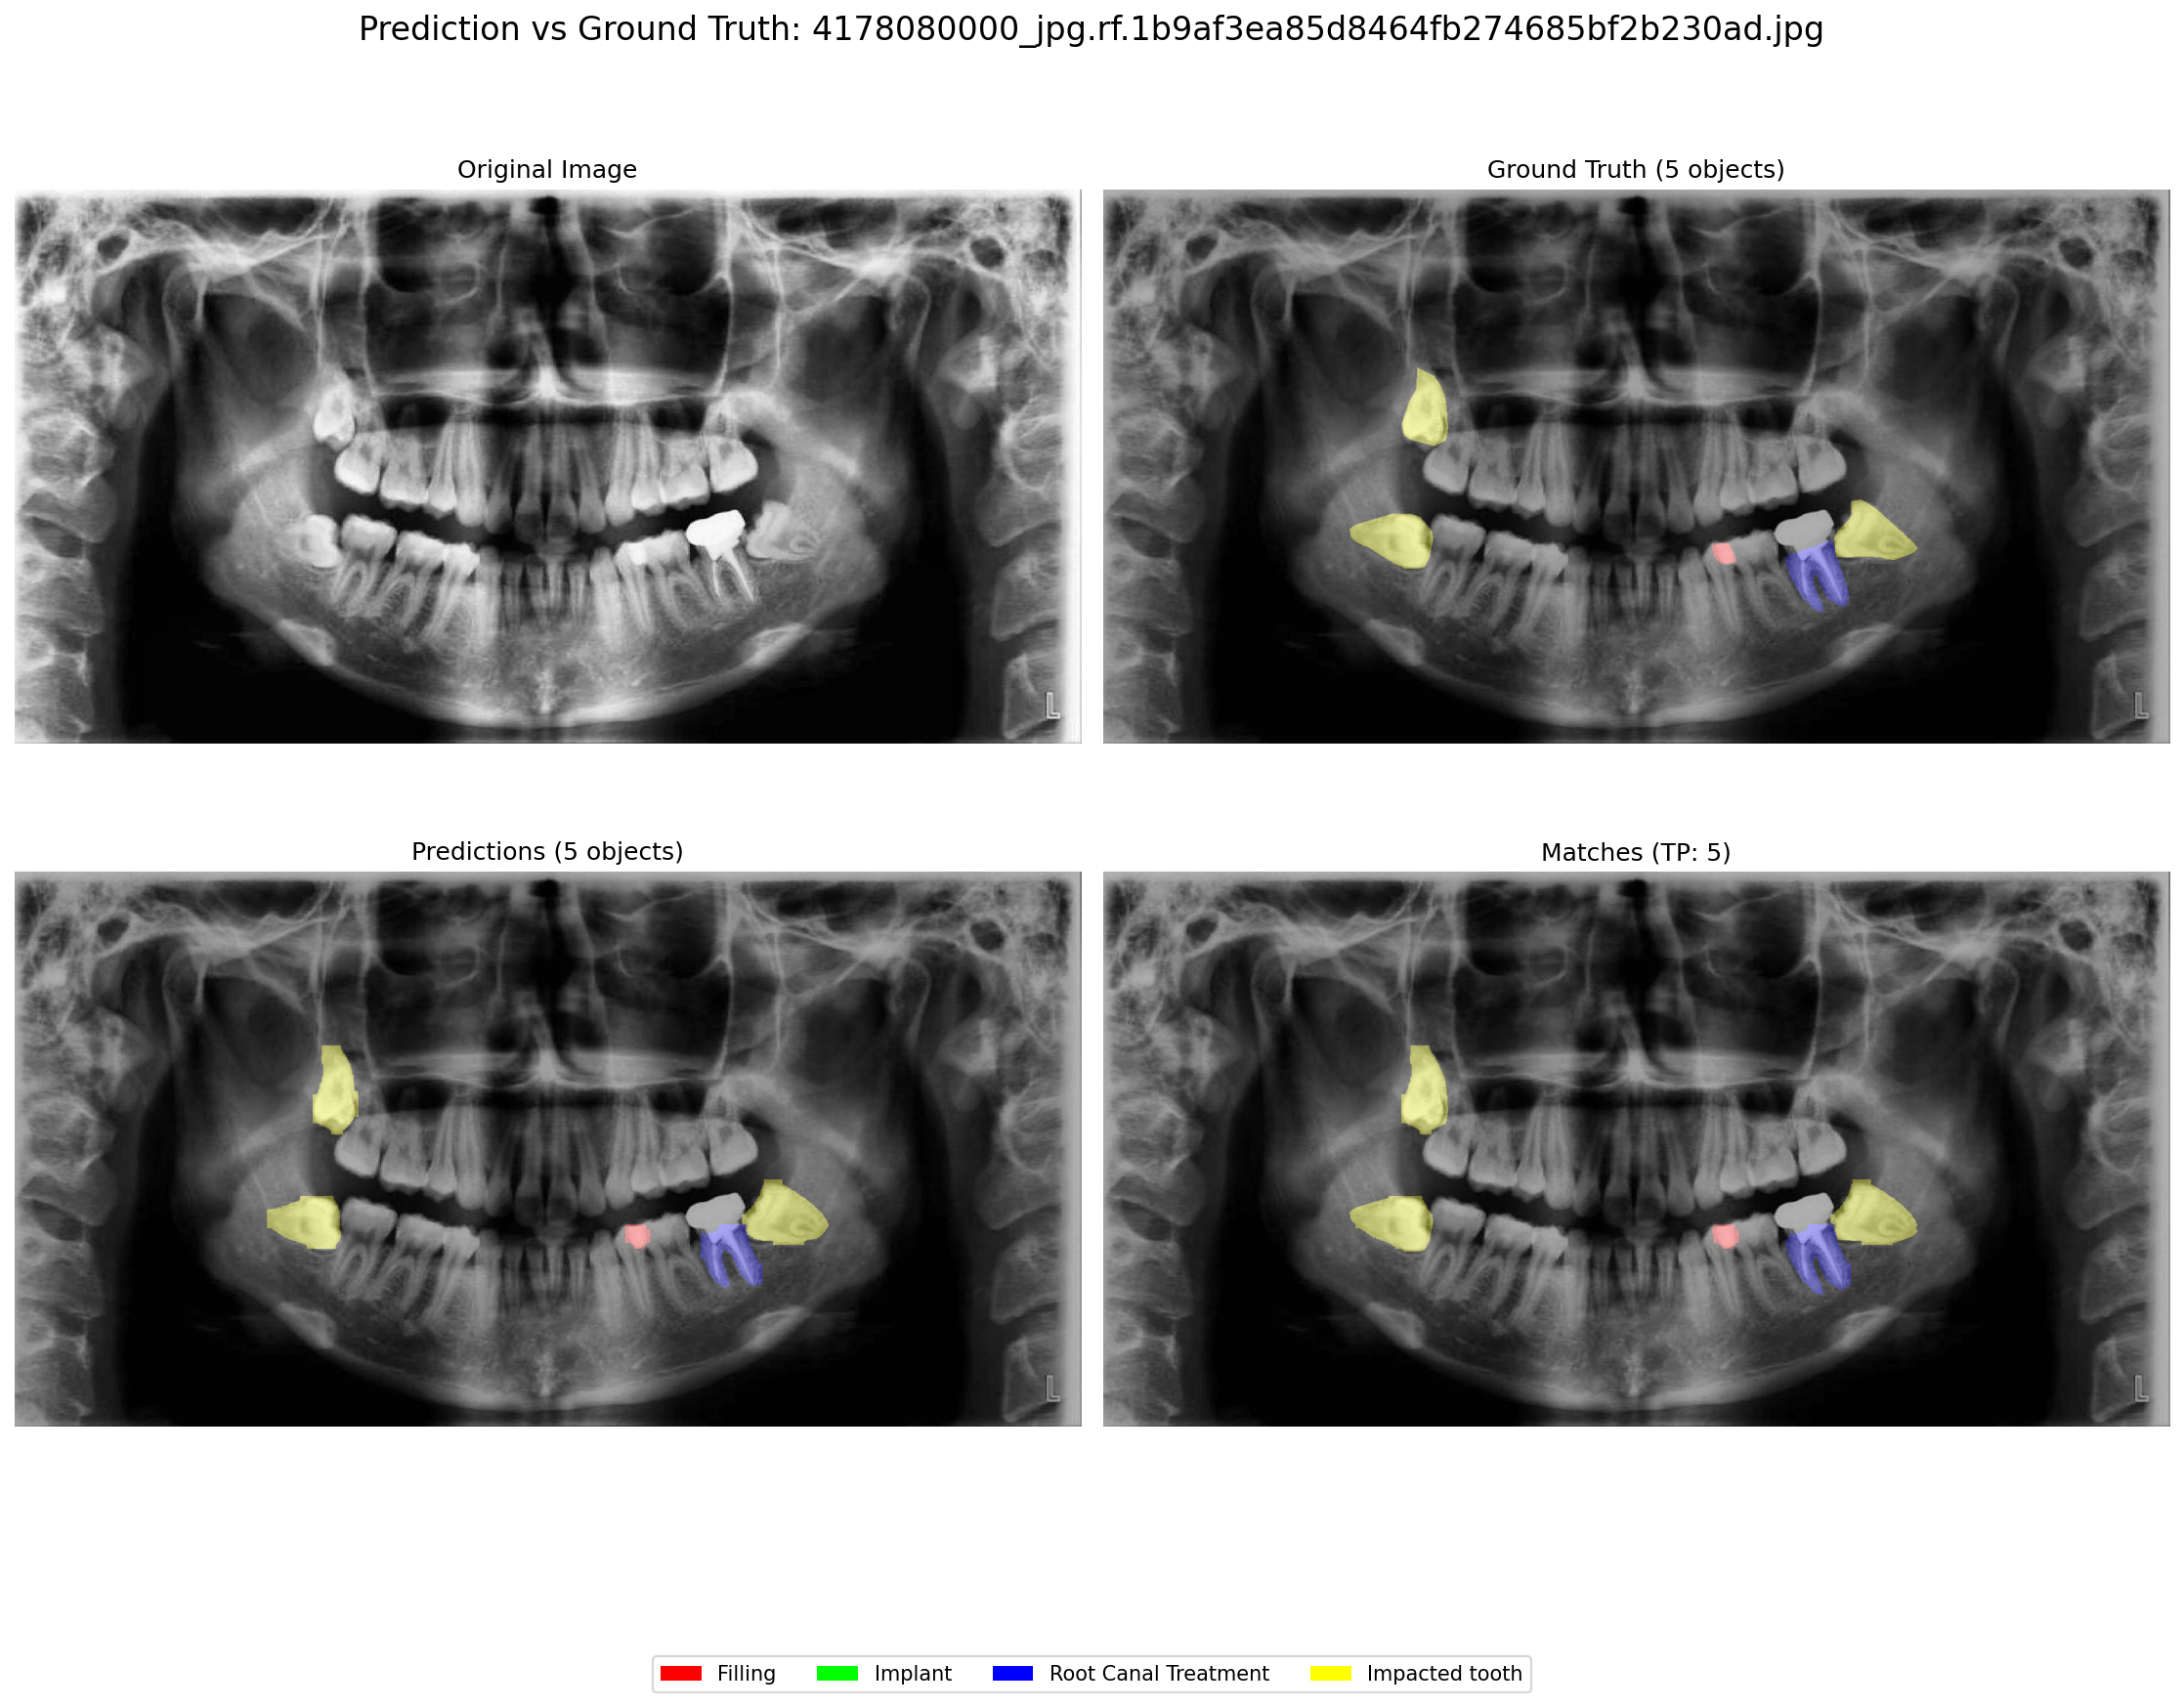 Prediction vs Ground Truth: 4178080000_jpg.rf.1b9af3ea85d8464fb274685bf2b230ad.jpg
Original Image
Ground Truth (5 objects)
L
L
Predictions (5 objects)
Matches (TP: 5)
L
L
Filling
Implant
Root Canal Treatment
Impacted tooth